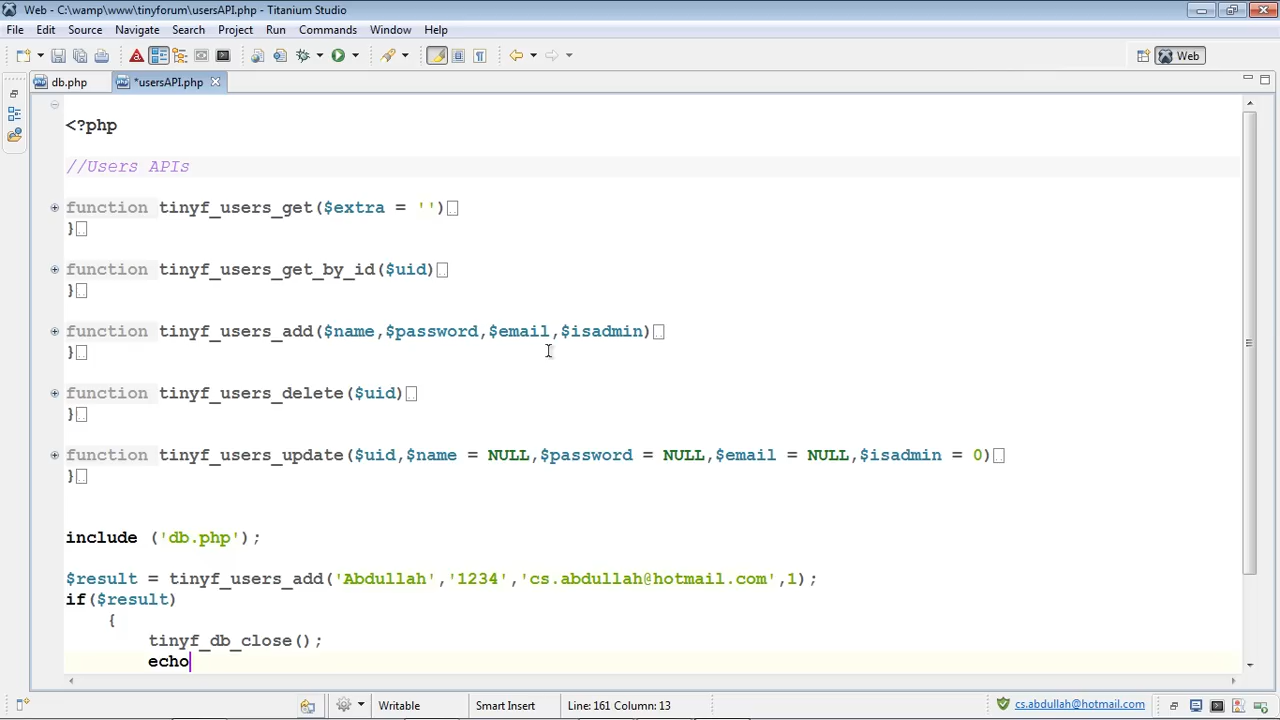 Web - C:\wamp\www\tinyforum\usersAPI.php - Titanium Studio
File Edit Source Navigate Search Project Run Commands Window Help
Web
db.php *usersAPI.php
<?php
//Users APIs
function tinyf_users_get($extra = '')
}
function tinyf_users_get_by_id($uid)
}
function tinyf_users_add($name,$password,$email,$isadmin)
}
function tinyf_users_delete($uid)
}
function tinyf_users_update($uid,$name = NULL,$password = NULL,$email = NULL,$isadmin = 0)
}
include ('db.php');
$result = tinyf_users_add('Abdullah','1234','cs.abdullah@hotmail.com',1);
if($result)
{
tinyf_db_close();
echo
Writable Smart Insert Line: 161 Column: 13 cs.abdullah@hotmail.com